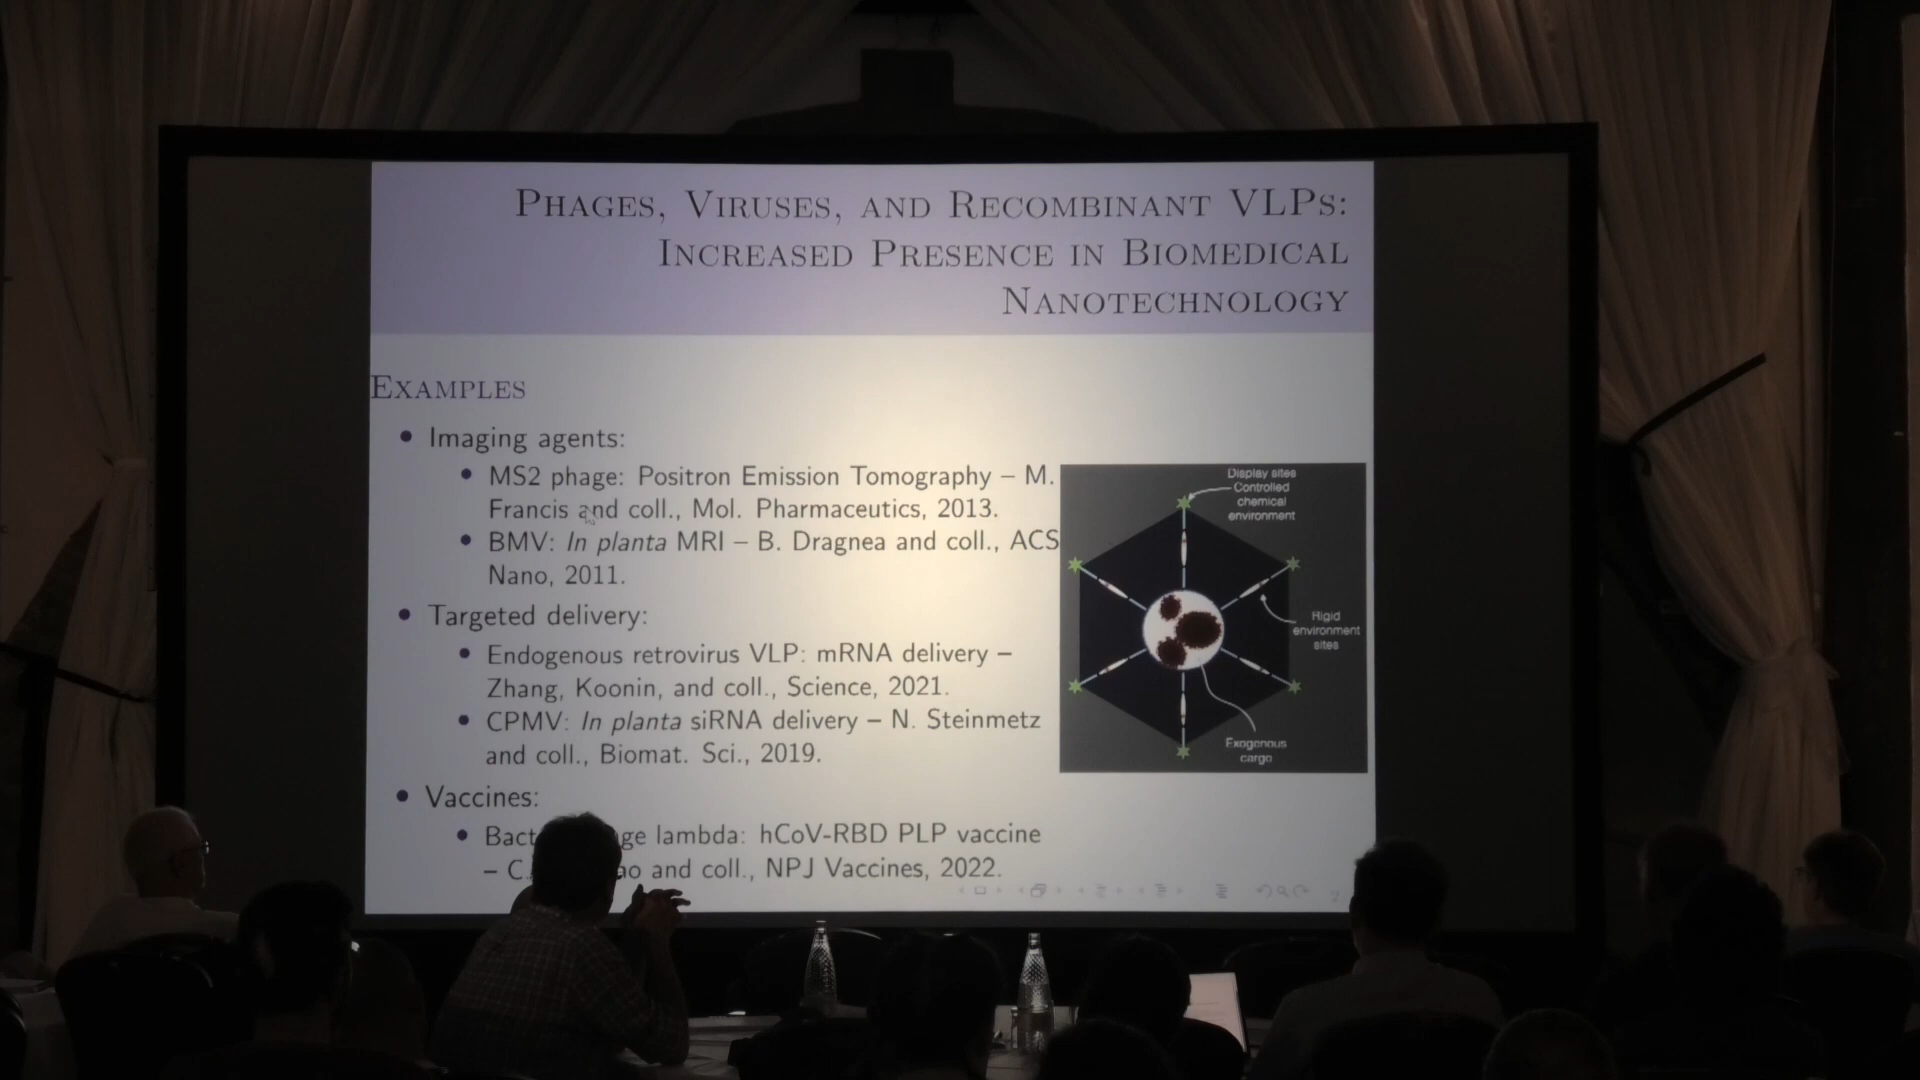 PHAGES, VIRUSES, AND RECOMBINANT VLPS:
INCREASED PRESENCE IN BIOMEDICAL
NANOTECHNOLOGY
EXAMPLES
Imaging agents:
MS2 phage: Positron Emission Tomography – M.
Francis and coll., Mol. Pharmaceutics, 2013.
BMV: In planta MRI – B. Dragnea and coll., ACS
Nano, 2011.
Targeted delivery:
Endogenous retrovirus VLP: mRNA delivery –
Zhang, Koonin, and coll., Science, 2021.
CPMV: In planta siRNA delivery – N. Steinmetz
and coll., Biomat. Sci., 2019.
Vaccines:
lambda: hCoV-RBD PLP vaccine
– and coll., NPJ Vaccines, 2022.
Display sites
Controlled
chemical
environment
Rigid
environment
sites
Exogenous
cargo